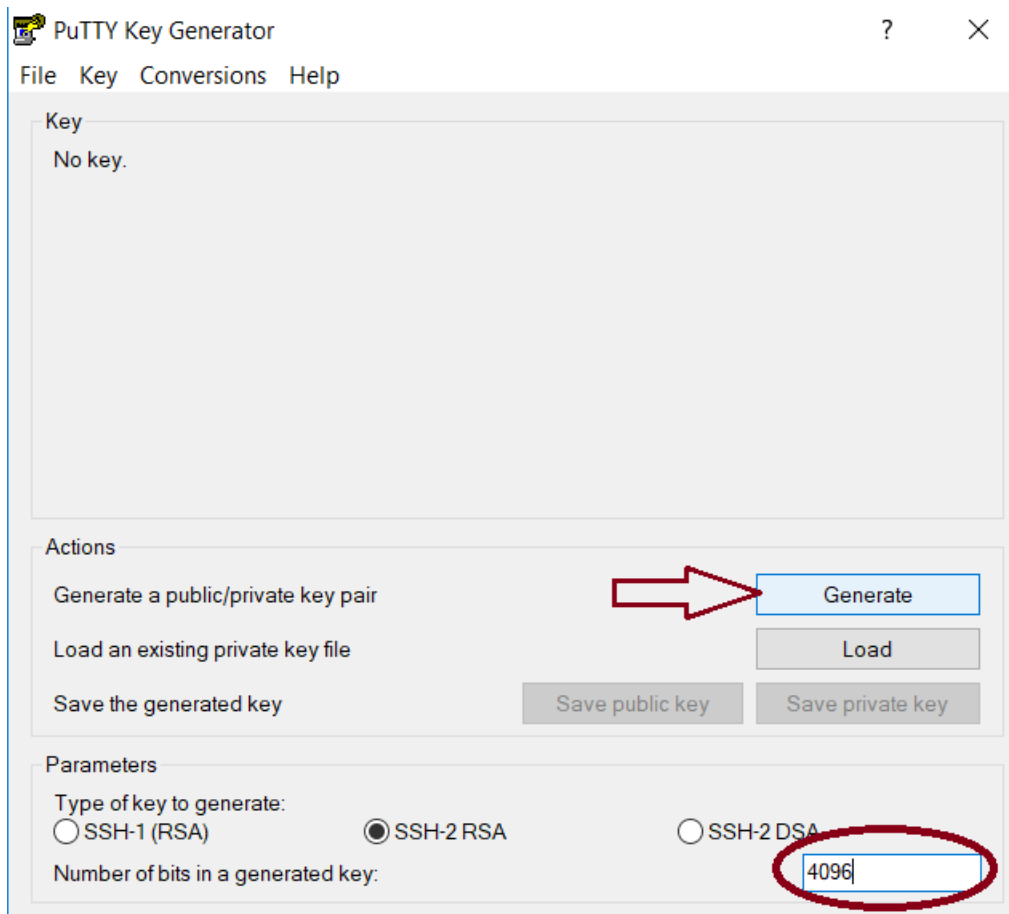 PuTTY Key Generator ?
File Key Conversions Help
Key
No key.
Actions
Generate a public/private key pair Generate
Load an existing private key file Load
Save the generated key Save public key Save private key
Parameters
Type of key to generate:
SSH-1 (RSA) SSH-2 RSA SSH-2 DSA
Number of bits in a generated key: 4096